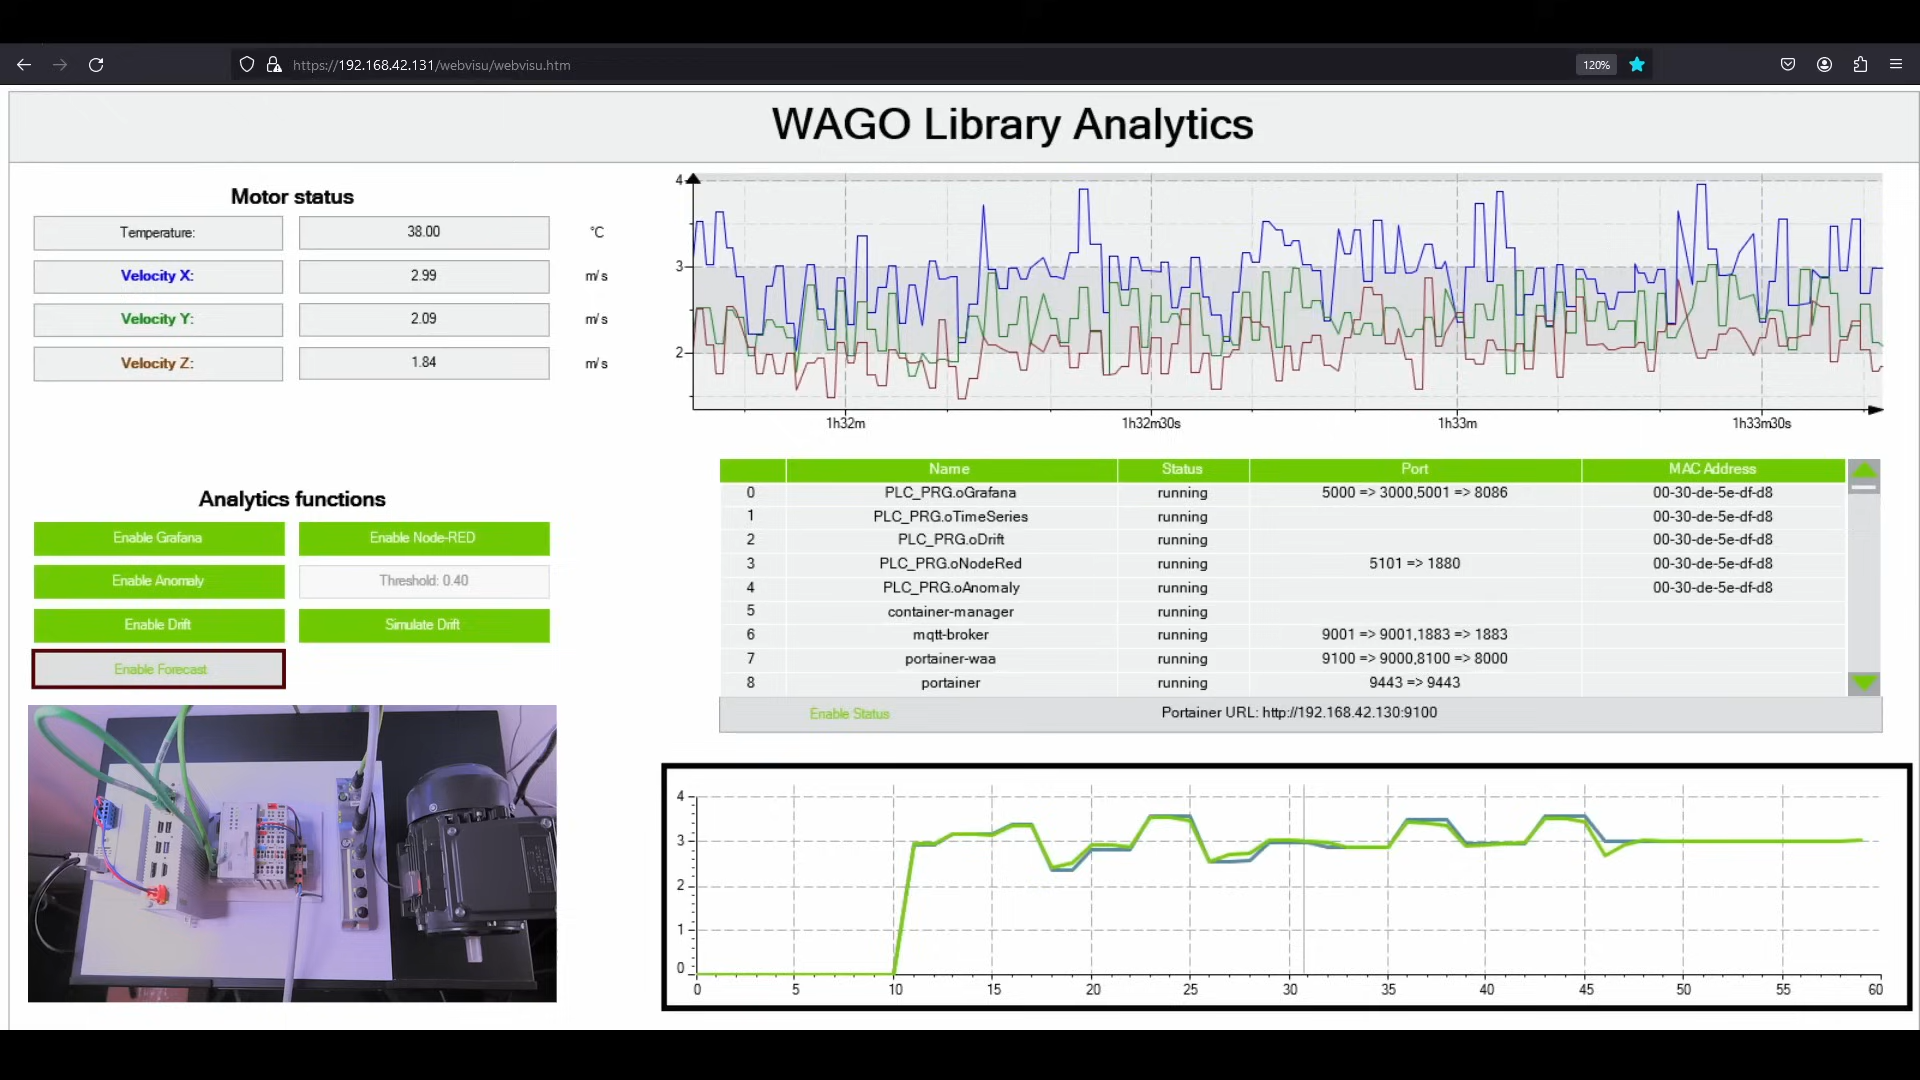 https://192.168.42.131/webvisu/webvisu.htm
120%
WAGO Library Analytics
Motor status
Temperature: 38.00 °C
Velocity X: 2.99 m/s
Velocity Y: 2.09 m/s
Velocity Z: 1.84 m/s
4
3
2
1h32m 1h32m30s 1h33m 1h33m30s
Analytics functions
Enable Grafana Enable Node-RED
Enable Anomaly Threshold: 0.40
Enable Drift Simulate Drift
Enable Forecast
Name Status Port MAC Address
0 PLC_PRG.oGrafana running 5000 => 3000,5001 => 8086 00-30-de-5e-df-d8
1 PLC_PRG.oTimeSeries running 00-30-de-5e-df-d8
2 PLC_PRG.oDrift running 00-30-de-5e-df-d8
3 PLC_PRG.oNodeRed running 5101 => 1880 00-30-de-5e-df-d8
4 PLC_PRG.oAnomaly running 00-30-de-5e-df-d8
5 container-manager running
6 mqtt-broker running 9001 => 9001,1883 => 1883
7 portainer-waa running 9100 => 9000,8100 => 8000
8 portainer running 9443 => 9443
Enable Status Portainer URL: http://192.168.42.130:9100
4
3
2
1
0
0 5 10 15 20 25 30 35 40 45 50 55 60